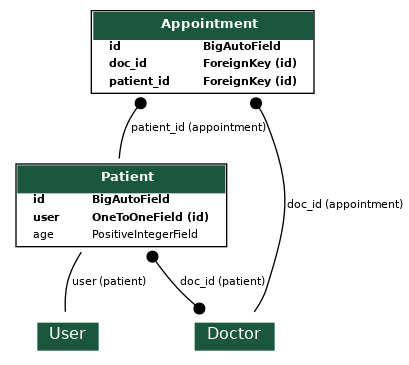 Appointment
id BigAutoField
doc_id ForeignKey (id)
patient_id ForeignKey (id)
patient_id (appointment)
Patient
id BigAutoField
user OneToOneField (id)
age PositiveIntegerField
doc_id (appointment)
user (patient)
doc_id (patient)
User
Doctor